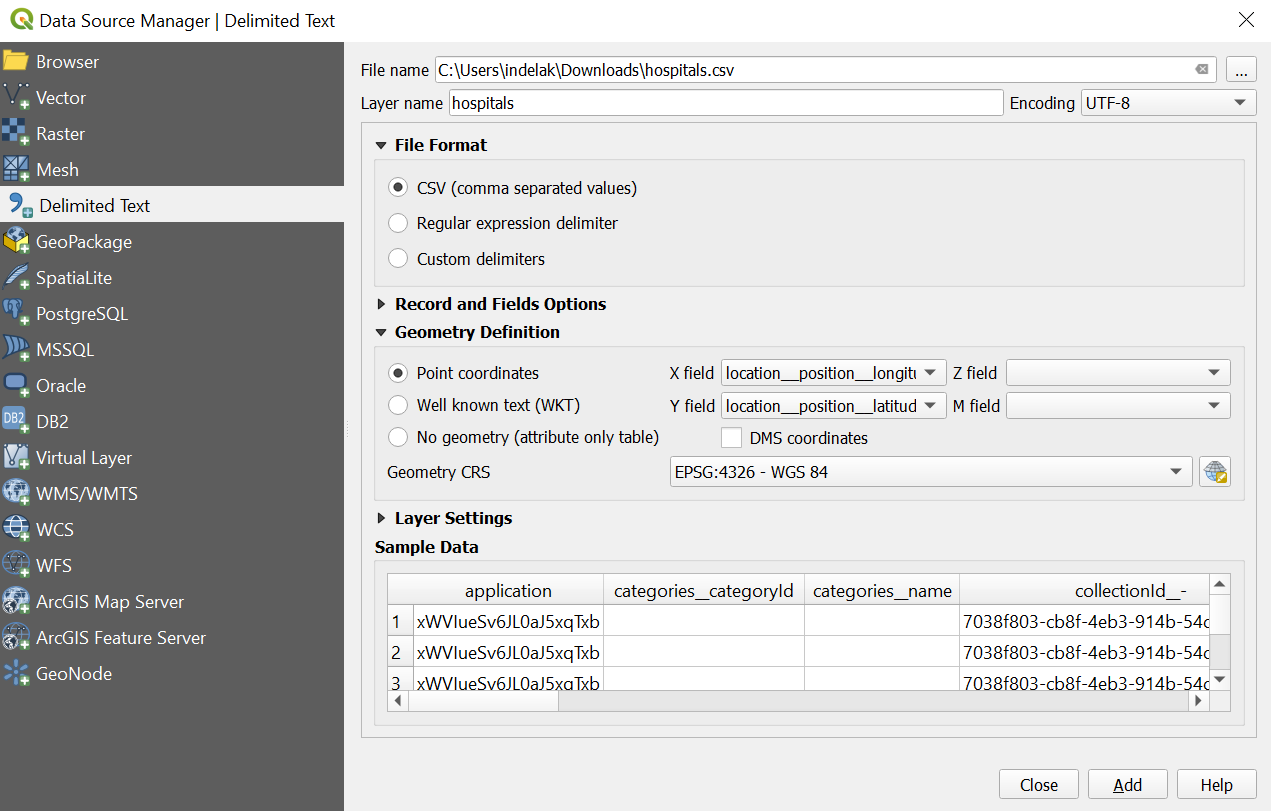 Data Source Manager | Delimited Text
Browser
Vector
Raster
Mesh
Delimited Text
GeoPackage
SpatiaLite
PostgreSQL
MSSQL
Oracle
DB2
DB2
Virtual Layer
WMS/WMTS
WCS
WFS
ArcGIS Map Server
ArcGIS Feature Server
GeoNode
File name C:\Users\indelak\Downloads\hospitals.csv ...
Layer name hospitals Encoding UTF-8
File Format
CSV (comma separated values)
Regular expression delimiter
Custom delimiters
Record and Fields Options
Geometry Definition
Point coordinates X field location__position__longitu Z field
Well known text (WKT) Y field location__position__latitud M field
No geometry (attribute only table) DMS coordinates
Geometry CRS EPSG:4326 - WGS 84
Layer Settings
Sample Data
application categories__categoryId categories__name collectionId__-
1 xWVIueSv6JL0aJ5xqTxb 7038f803-cb8f-4eb3-914b-54c
2 xWVIueSv6JL0aJ5xqTxb 7038f803-cb8f-4eb3-914b-54c
3 xWVIueSv6JL0aJ5xqTxb 7038f803-cb8f-4eb3-914b-54c
Close Add Help